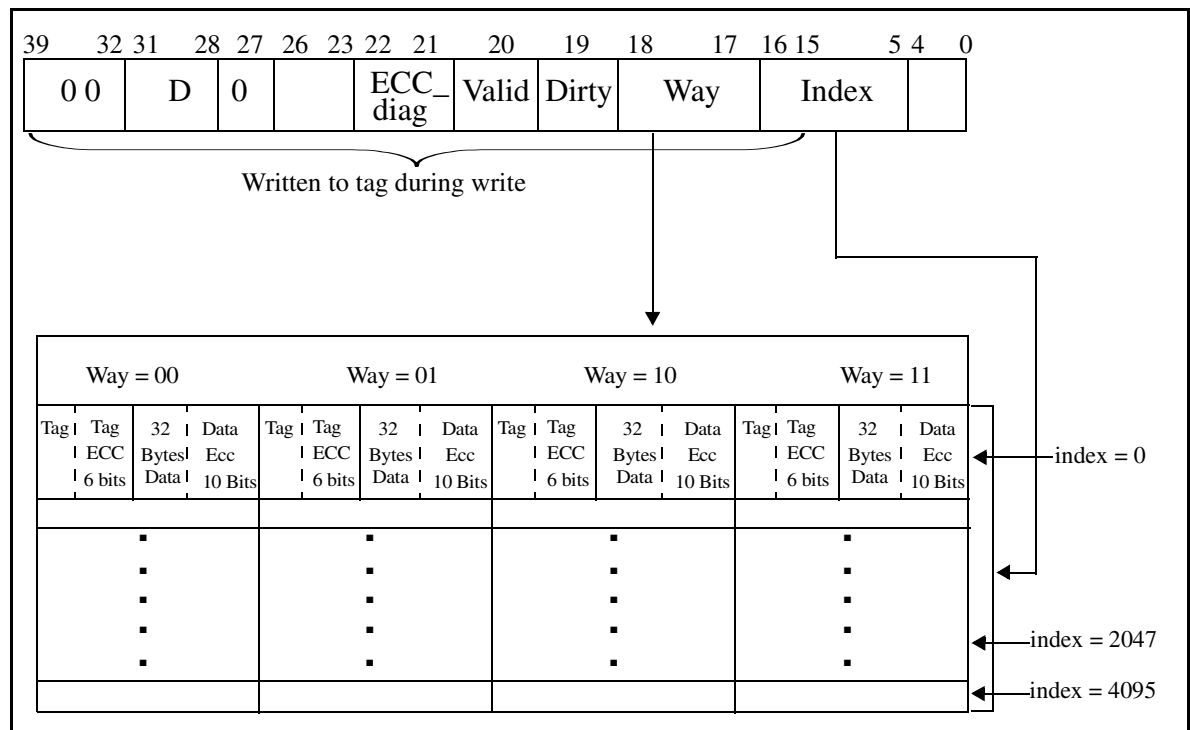 39 32 31 28 27 26 23 22 21 20 19 18 17 16 15 5 4 0
0 0 D 0 ECC_ diag Valid Dirty Way Index
Written to tag during write
Way = 00 Way = 01 Way = 10 Way = 11
Tag Tag 32 Data Tag Tag 32 Data Tag Tag 32 Data Tag Tag 32 Data
ECC Bytes Ecc ECC Bytes Ecc ECC Bytes Ecc ECC Bytes Ecc
6 bits Data 10 Bits 6 bits Data 10 Bits 6 bits Data 10 Bits 6 bits Data 10 Bits
index = 0
index = 2047
index = 4095